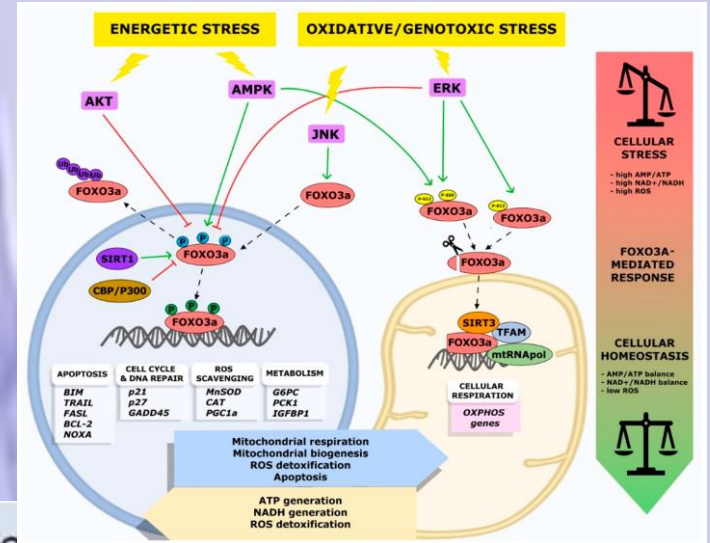 ENERGETIC STRESS
OXIDATIVE/GENOTOXIC STRESS
AKT
AMPK
ERK
JNK
CELLULAR
STRESS
- high AMP/ATP
- high NAD+/NADH
- high ROS
Ub
Ub
Ub
Ub
FOXO3a
FOXO3a
FOXO3a
FOXO3a
P
P
P
FOXO3a
SIRT1
CBP/P300
FOXO3a
FOXO3A-
MEDIATED
RESPONSE
P
P
P
FOXO3a
SIRT3
TFAM
FOXO3a
mtRNApol
CELLULAR
HOMEOSTASIS
- AMP/ATP balance
- NAD+/NADH balance
- low ROS
APOPTOSIS
BIM
TRAIL
FASL
BCL-2
NOXA
CELL CYCLE
& DNA REPAIR
p21
p27
GADD45
ROS
SCAVENGING
MnSOD
CAT
PGC1a
METABOLISM
G6PC
PCK1
IGFBP1
CELLULAR
RESPIRATION
OXPHOS
genes
Mitochondrial respiration
Mitochondrial biogenesis
ROS detoxification
Apoptosis
ATP generation
NADH generation
ROS detoxification